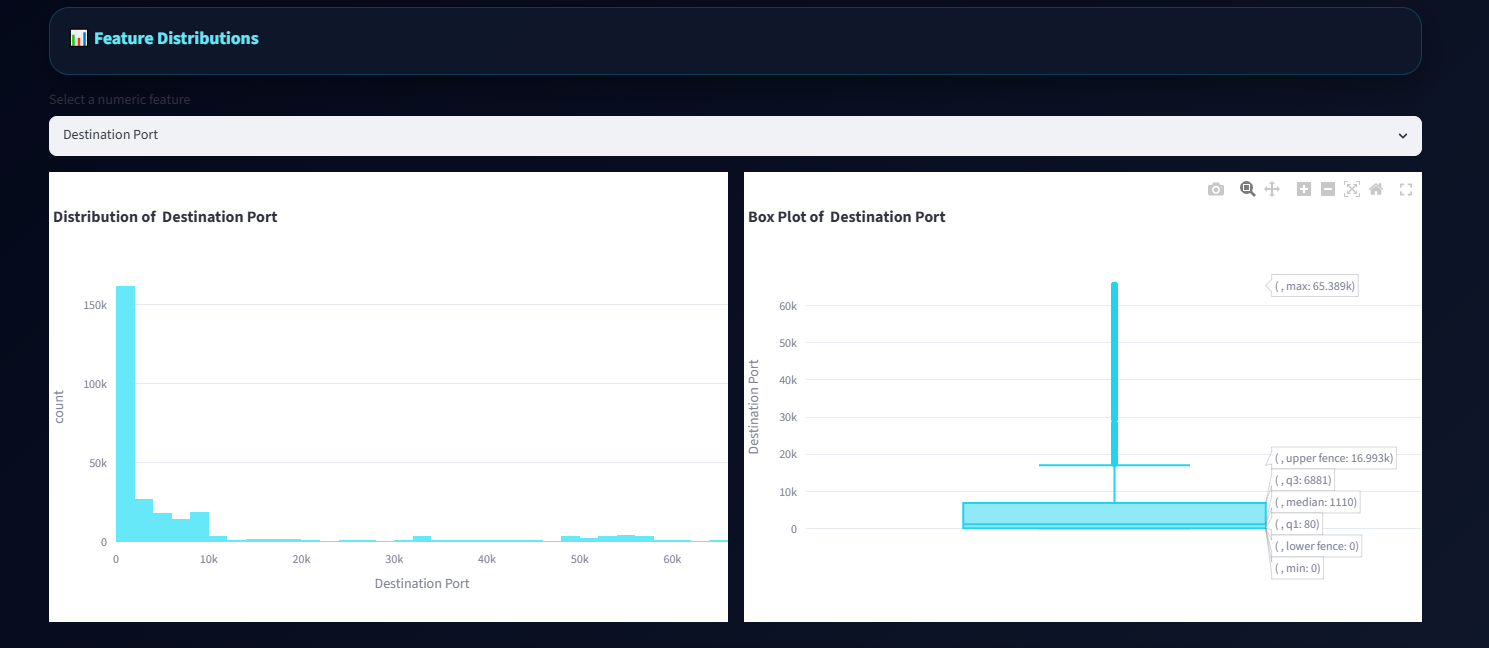 📊 Feature Distributions
Select a numeric feature
Destination Port
Distribution of Destination Port
150k
100k
50k
0
count
0 10k 20k 30k 40k 50k 60k
Destination Port
Box Plot of Destination Port
60k
50k
40k
30k
20k
10k
0
Destination Port
( , max: 65.389k)
( , upper fence: 16.993k)
( , q3: 6881)
( , median: 1110)
( , q1: 80)
( , lower fence: 0)
( , min: 0)